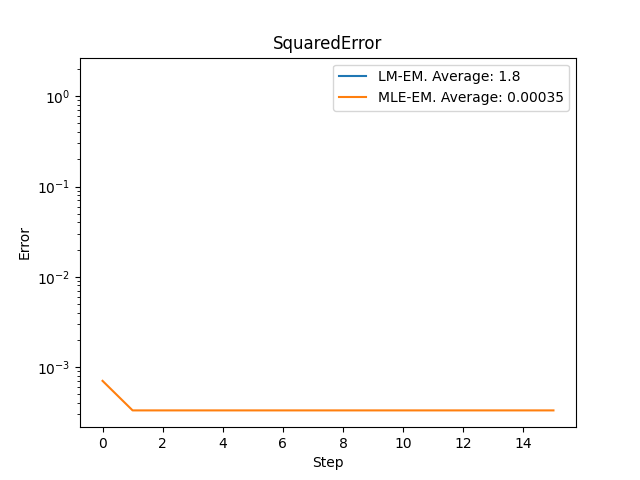 SquaredError
LM-EM. Average: 1.8
MLE-EM. Average: 0.00035
10⁰
10⁻¹
10⁻²
10⁻³
Error
0 2 4 6 8 10 12 14
Step